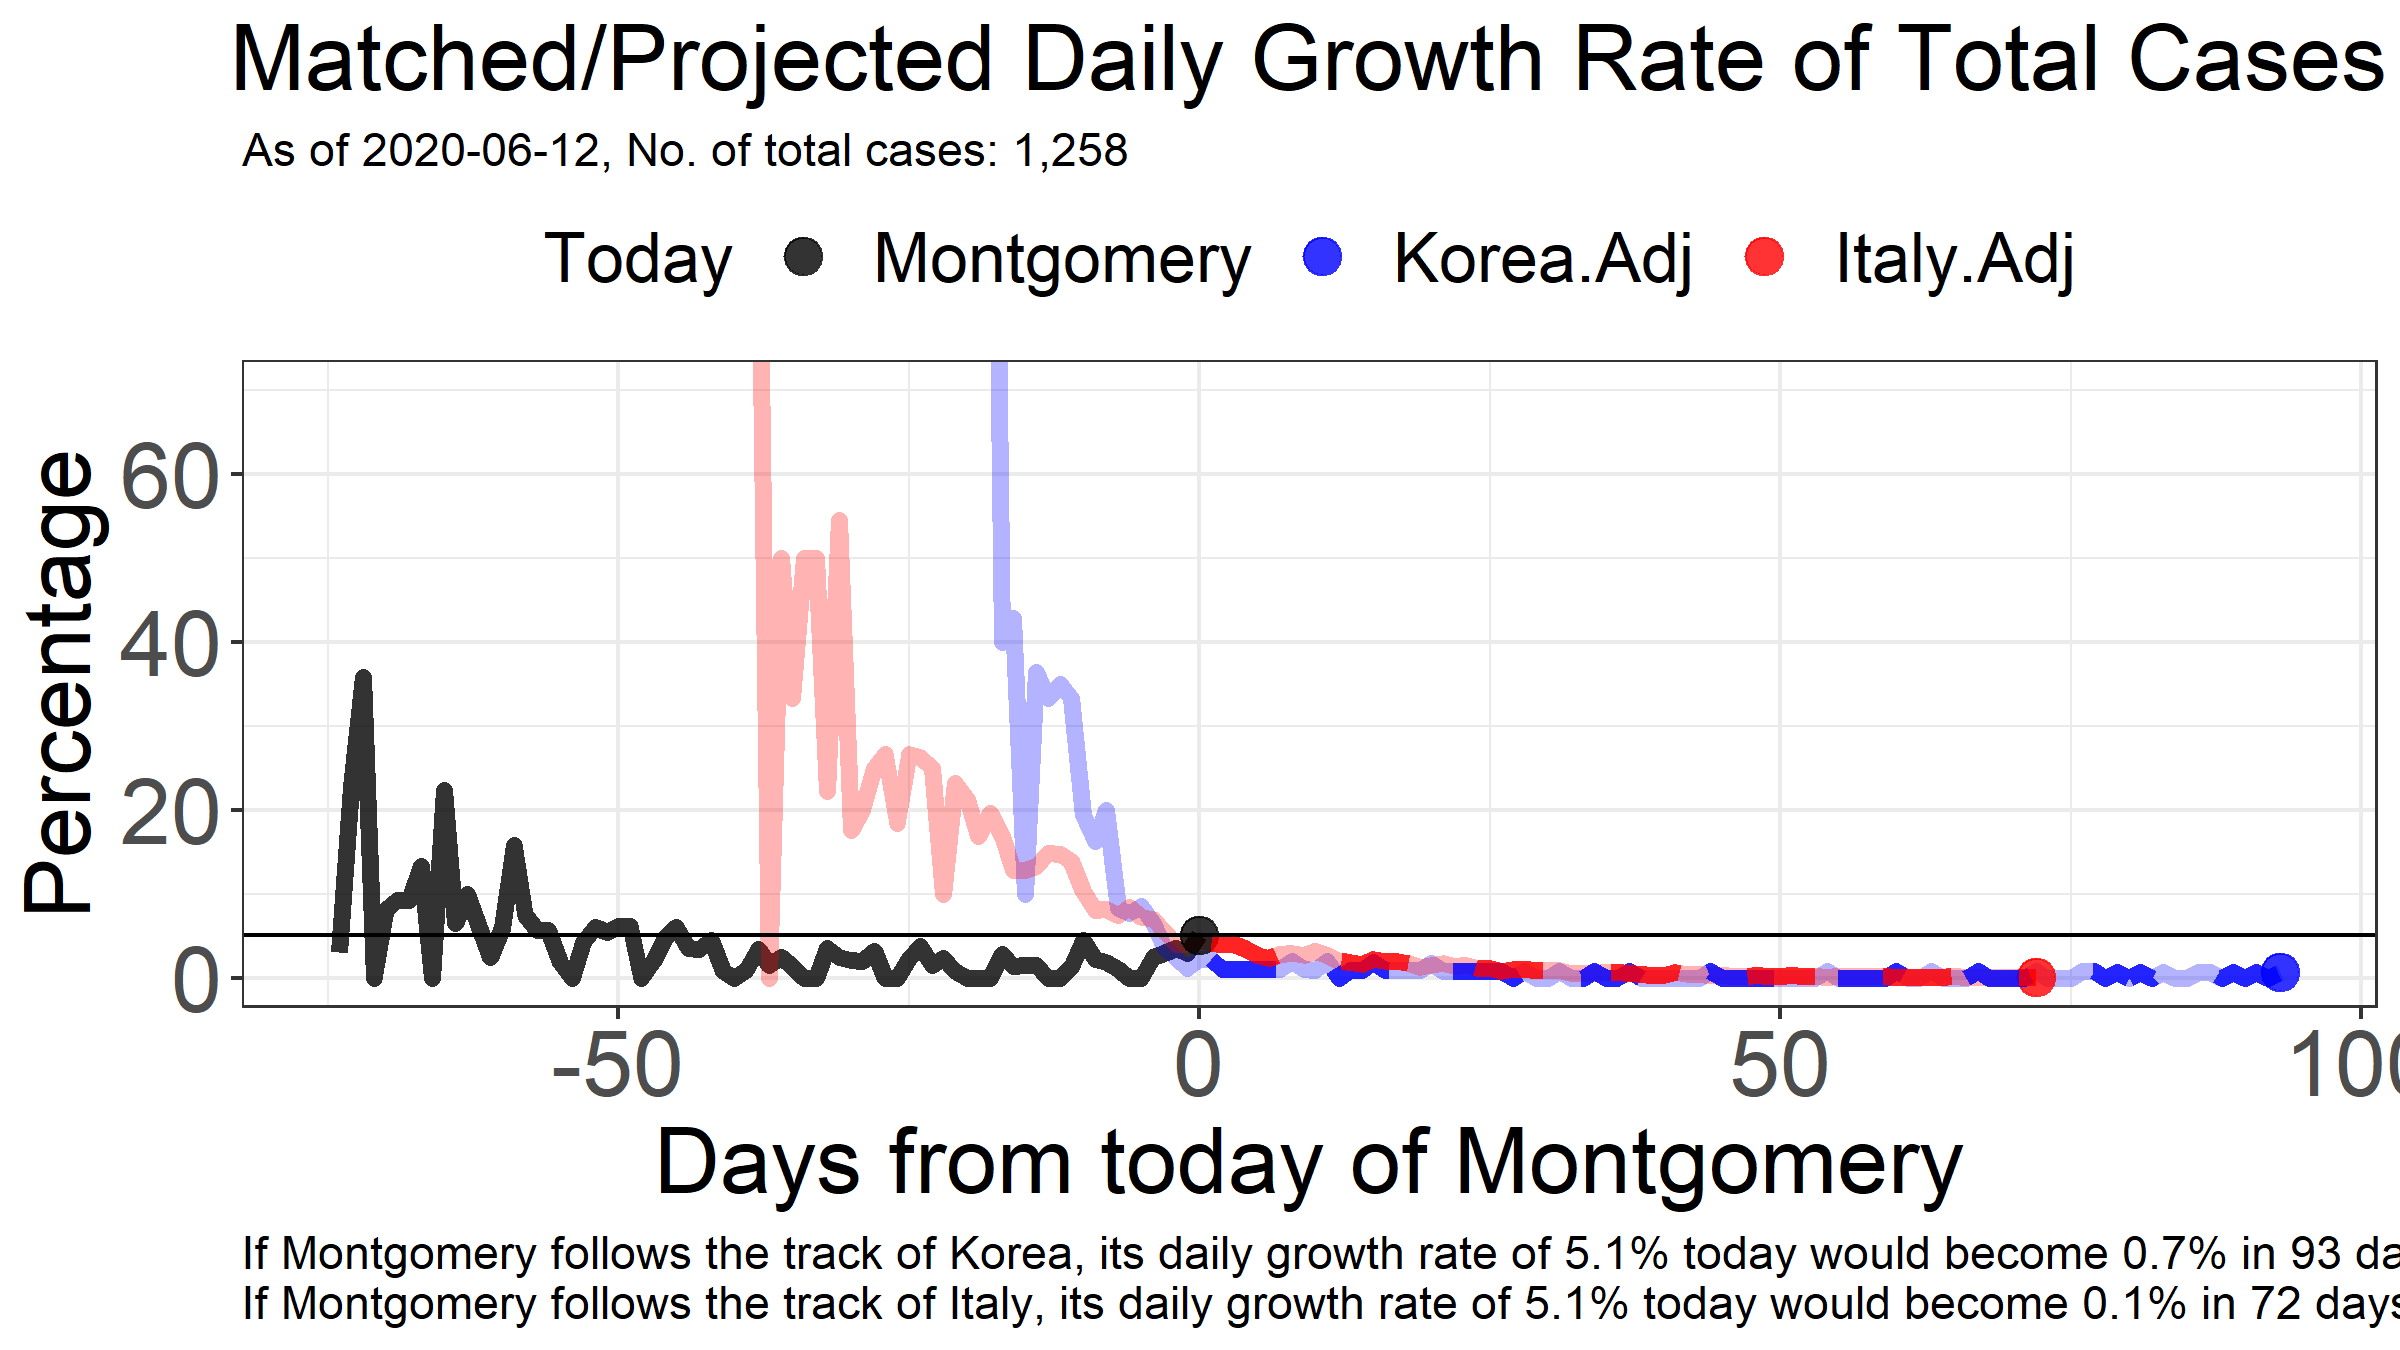 Matched/Projected Daily Growth Rate of Total Cases
As of 2020-06-12, No. of total cases: 1,258
Today Montgomery Korea.Adj Italy.Adj
Percentage
60
40
20
0
-50 0 50 100
Days from today of Montgomery
If Montgomery follows the track of Korea, its daily growth rate of 5.1% today would become 0.7% in 93 da
If Montgomery follows the track of Italy, its daily growth rate of 5.1% today would become 0.1% in 72 days